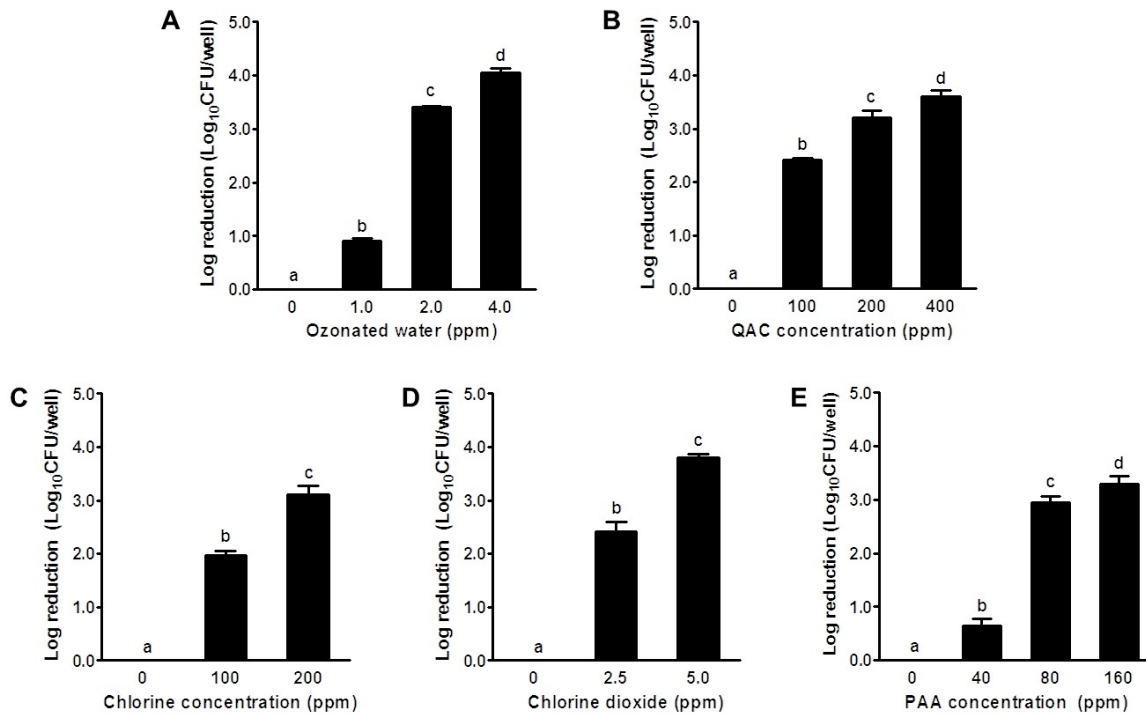 A
Log reduction (Log10CFU/well)
5.0
4.0
3.0
2.0
1.0
0.0
a
b
c
d
0 1.0 2.0 4.0
Ozonated water (ppm)
B
Log reduction (Log10CFU/well)
5.0
4.0
3.0
2.0
1.0
0.0
a
b
c
d
0 100 200 400
QAC concentration (ppm)
C
Log reduction (Log10CFU/well)
5.0
4.0
3.0
2.0
1.0
0.0
a
b
c
0 100 200
Chlorine concentration (ppm)
D
Log reduction (Log10CFU/well)
5.0
4.0
3.0
2.0
1.0
0.0
a
b
c
0 2.5 5.0
Chlorine dioxide (ppm)
E
Log reduction (Log10CFU/well)
5.0
4.0
3.0
2.0
1.0
0.0
a
b
c
d
0 40 80 160
PAA concentration (ppm)